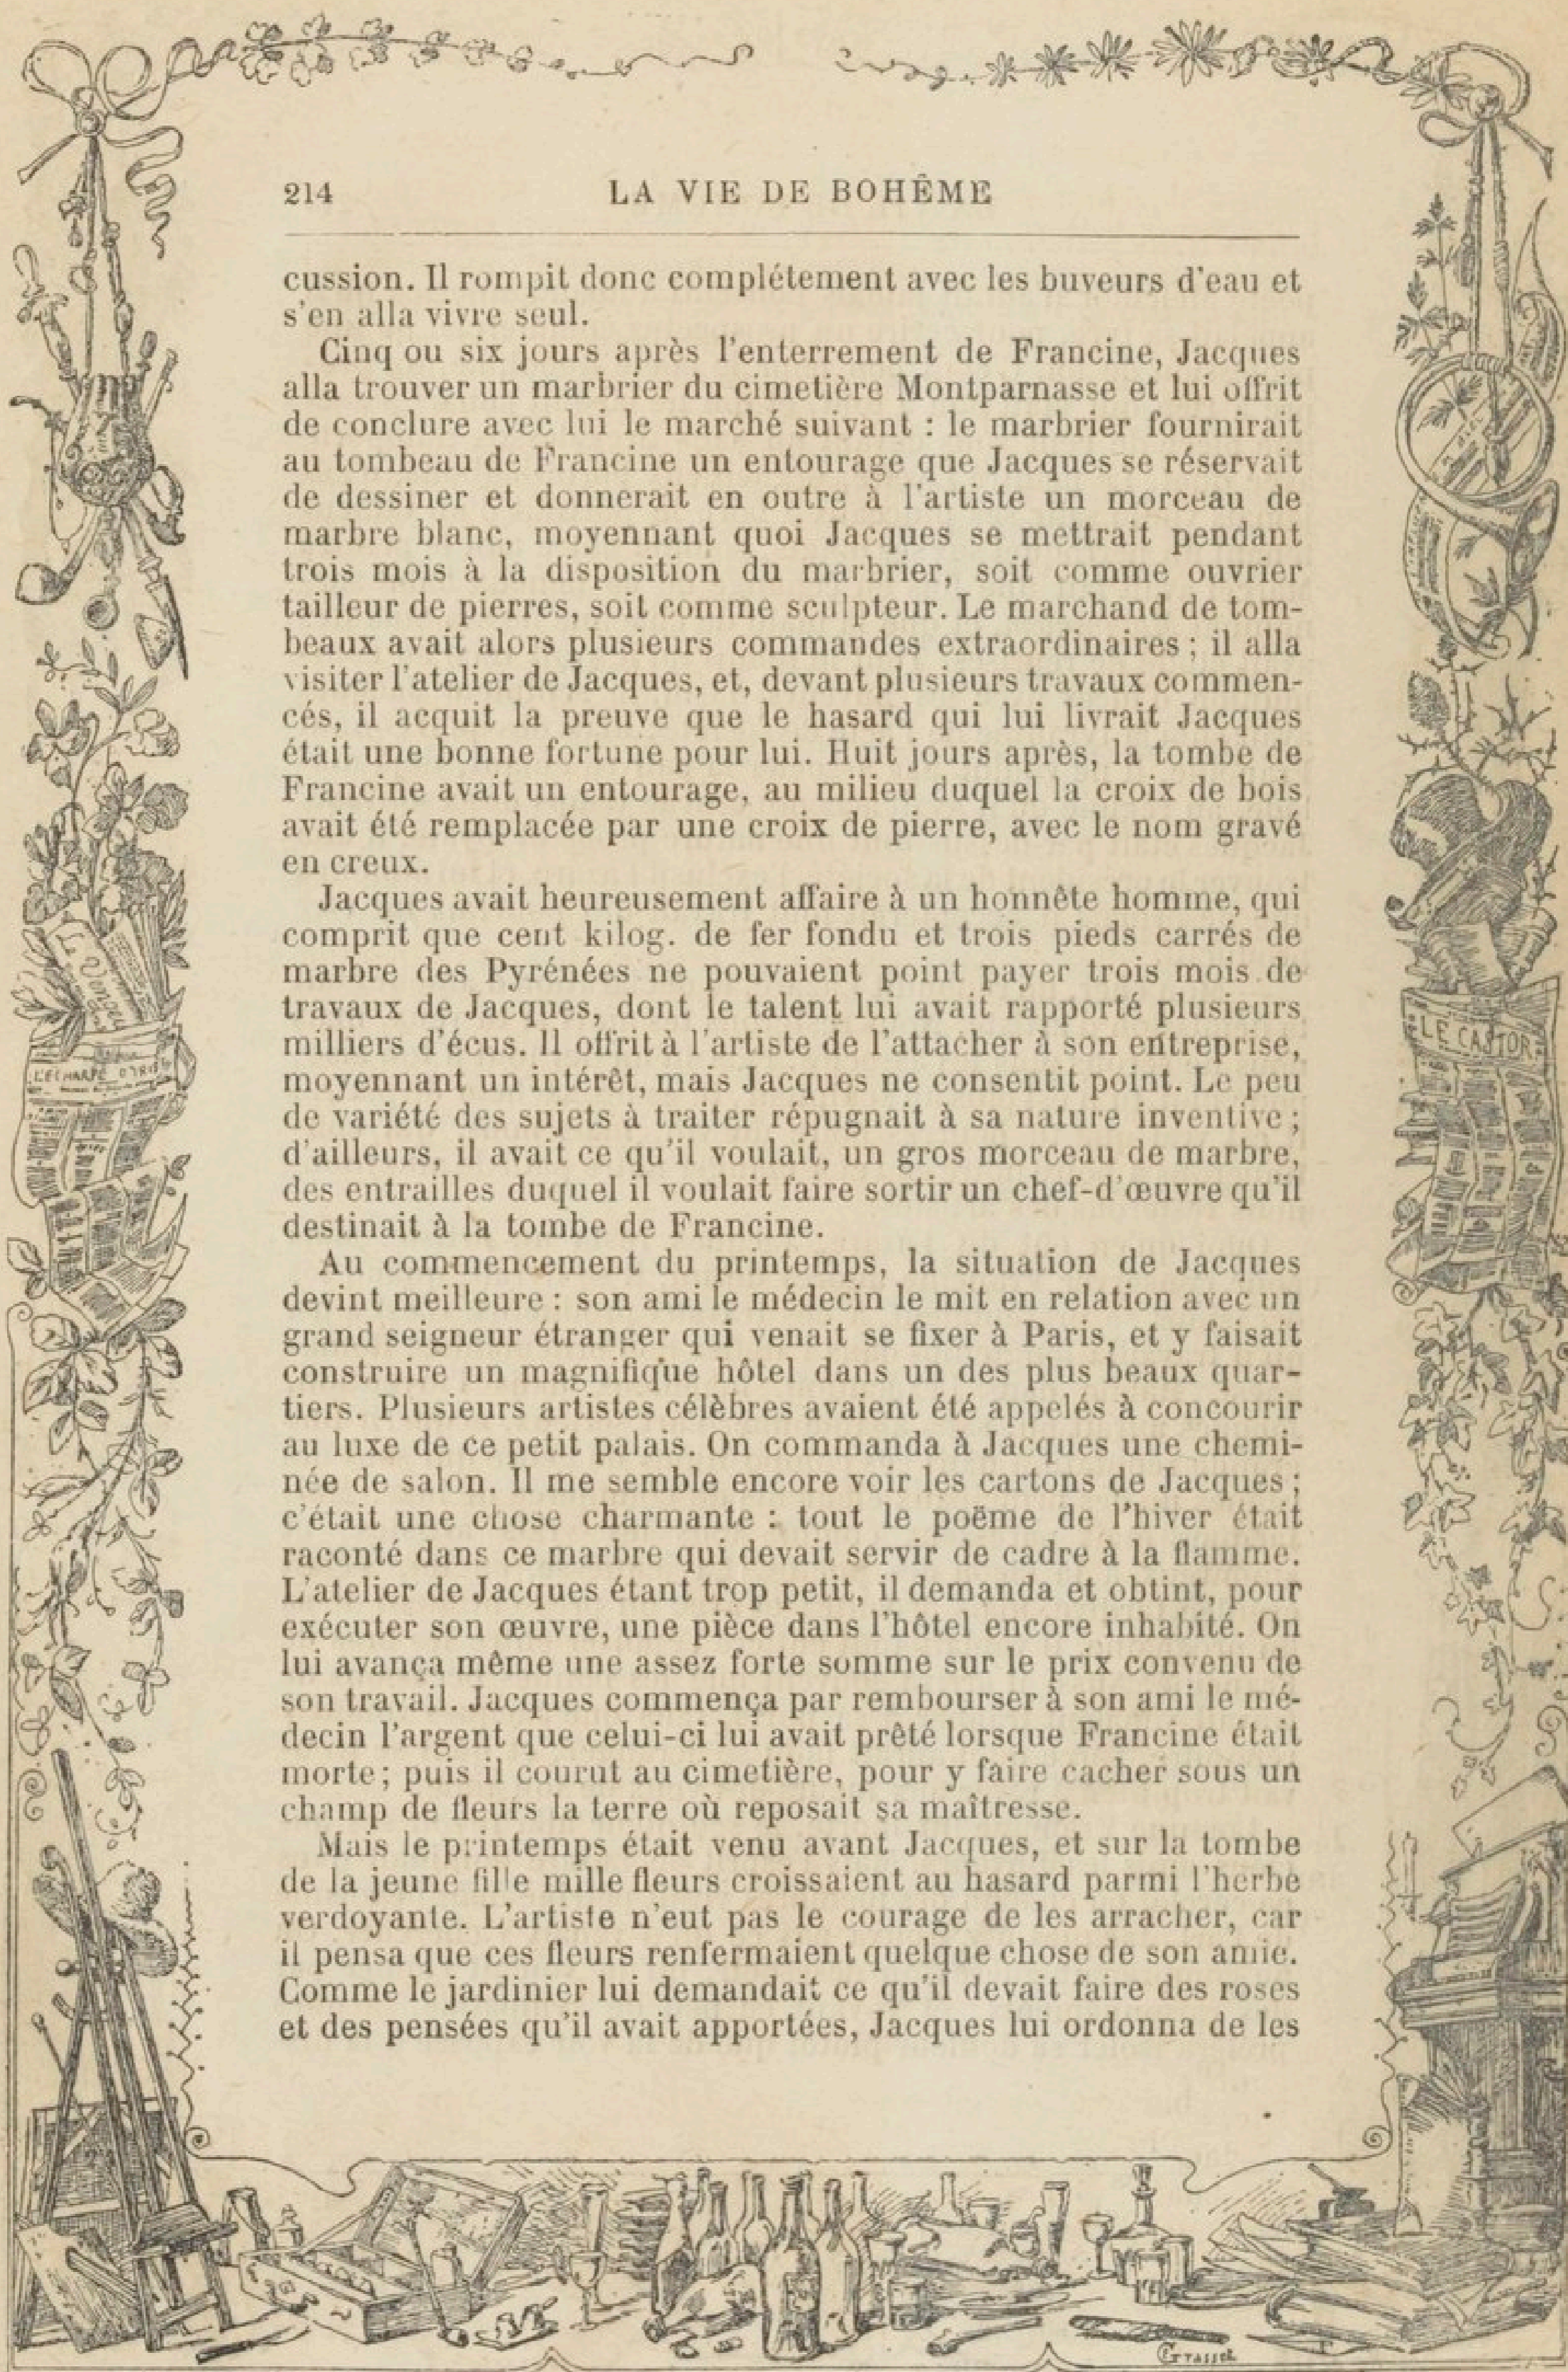 214
LA VIE DE BOHÊME
cussion. Il rompit donc complétement avec les buveurs d'eau et
s'en alla vivre seul.
Cinq ou six jours après l'enterrement de Francine, Jacques
alla trouver un marbrier du cimetière Montparnasse et lui offrit
de conclure avec lui le marché suivant : le marbrier fournirait
au tombeau de Francine un entourage que Jacques se réservait
de dessiner et donnerait en outre à l'artiste un morceau de
marbre blanc, moyennant quoi Jacques se mettrait pendant
trois mois à la disposition du marbrier, soit comme ouvrier
tailleur de pierres, soit comme sculpteur. Le marchand de tom-
beaux avait alors plusieurs commandes extraordinaires ; il alla
visiter l'atelier de Jacques, et, devant plusieurs travaux commen-
cés, il acquit la preuve que le hasard qui lui livrait Jacques
était une bonne fortune pour lui. Huit jours après, la tombe de
Francine avait un entourage, au milieu duquel la croix de bois
avait été remplacée par une croix de pierre, avec le nom gravé
en creux.
Jacques avait heureusement affaire à un honnête homme, qui
comprit que cent kilog. de fer fondu et trois pieds carrés de
marbre des Pyrénées ne pouvaient point payer trois mois de
travaux de Jacques, dont le talent lui avait rapporté plusieurs
milliers d'écus. Il offrit à l'artiste de l'attacher à son entreprise,
moyennant un intérêt, mais Jacques ne consentit point. Le peu
de variété des sujets à traiter répugnait à sa nature inventive ;
d'ailleurs, il avait ce qu'il voulait, un gros morceau de marbre,
des entrailles duquel il voulait faire sortir un chef-d'œuvre qu'il
destinait à la tombe de Francine.
Au commencement du printemps, la situation de Jacques
devint meilleure : son ami le médecin le mit en relation avec un
grand seigneur étranger qui venait se fixer à Paris, et y faisait
construire un magnifique hôtel dans un des plus beaux quar-
tiers. Plusieurs artistes célèbres avaient été appelés à concourir
au luxe de ce petit palais. On commanda à Jacques une chemi-
née de salon. Il me semble encore voir les cartons de Jacques ;
c'était une chose charmante : tout le poëme de l'hiver était
raconté dans ce marbre qui devait servir de cadre à la flamme.
L'atelier de Jacques étant trop petit, il demanda et obtint, pour
exécuter son œuvre, une pièce dans l'hôtel encore inhabité. On
lui avança même une assez forte somme sur le prix convenu de
son travail. Jacques commença par rembourser à son ami le mé-
decin l'argent que celui-ci lui avait prêté lorsque Francine était
morte; puis il courut au cimetière, pour y faire cacher sous un
champ de fleurs la terre où reposait sa maîtresse.
Mais le printemps était venu avant Jacques, et sur la tombe
de la jeune fille mille fleurs croissaient au hasard parmi l'herbe
verdoyante. L'artiste n'eut pas le courage de les arracher, car
il pensa que ces fleurs renfermaient quelque chose de son amie.
Comme le jardinier lui demandait ce qu'il devait faire des roses
et des pensées qu'il avait apportées, Jacques lui ordonna de les
L'ECHARPE D'IRIS
LE CASTOR
Grasset